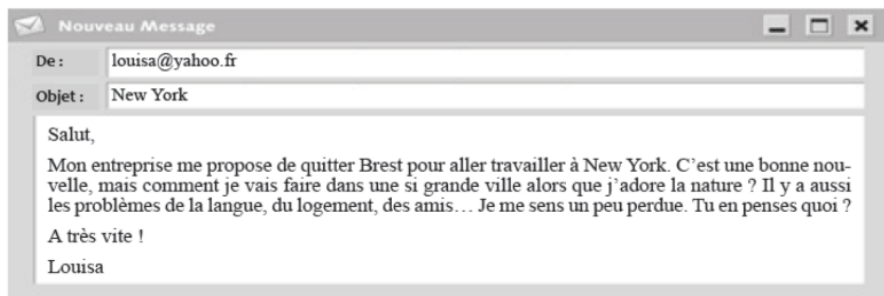 Nouveau Message
De : louisa@yahoo.fr
Objet : New York
Salut,
Mon entreprise me propose de quitter Brest pour aller travailler à New York. C’est une bonne nou-
velle, mais comment je vais faire dans une si grande ville alors que j’adore la nature ? Il y a aussi
les problèmes de la langue, du logement, des amis… Je me sens un peu perdue. Tu en penses quoi ?
A très vite !
Louisa